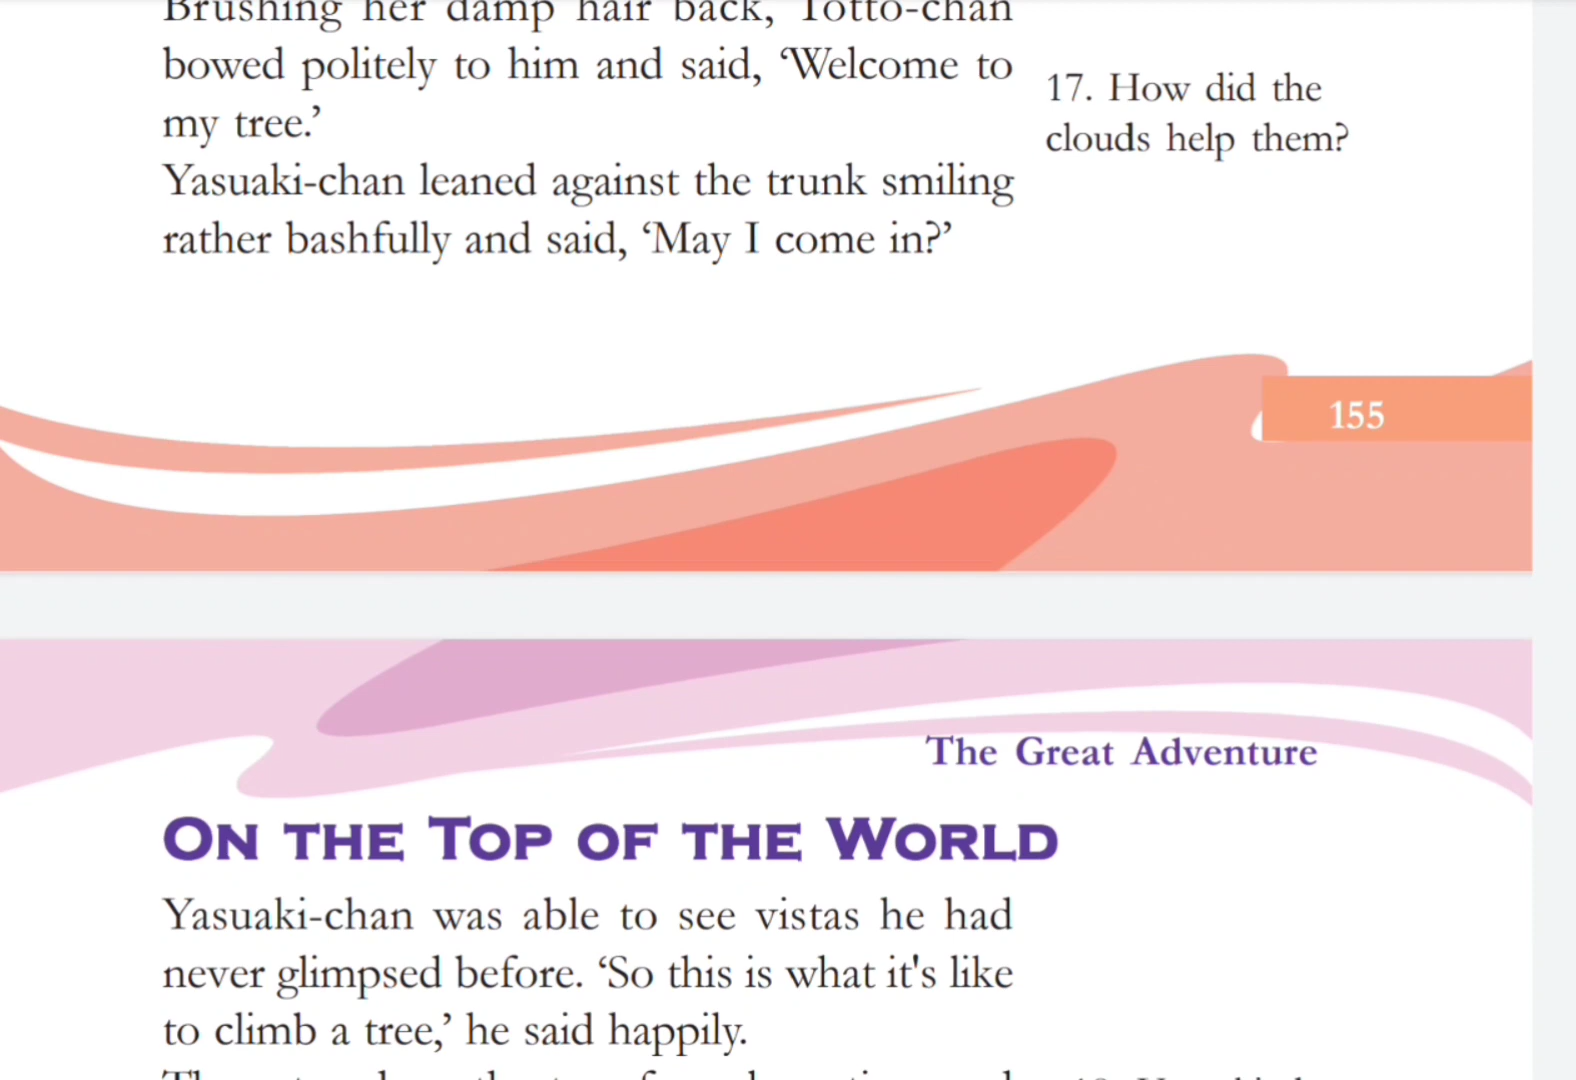 Brushing her damp hair back, Totto-chan
bowed politely to him and said, ‘Welcome to
my tree.’
17. How did the
clouds help them?
Yasuaki-chan leaned against the trunk smiling
rather bashfully and said, ‘May I come in?’
155
The Great Adventure
ON THE TOP OF THE WORLD
Yasuaki-chan was able to see vistas he had
never glimpsed before. ‘So this is what it's like
to climb a tree,’ he said happily.